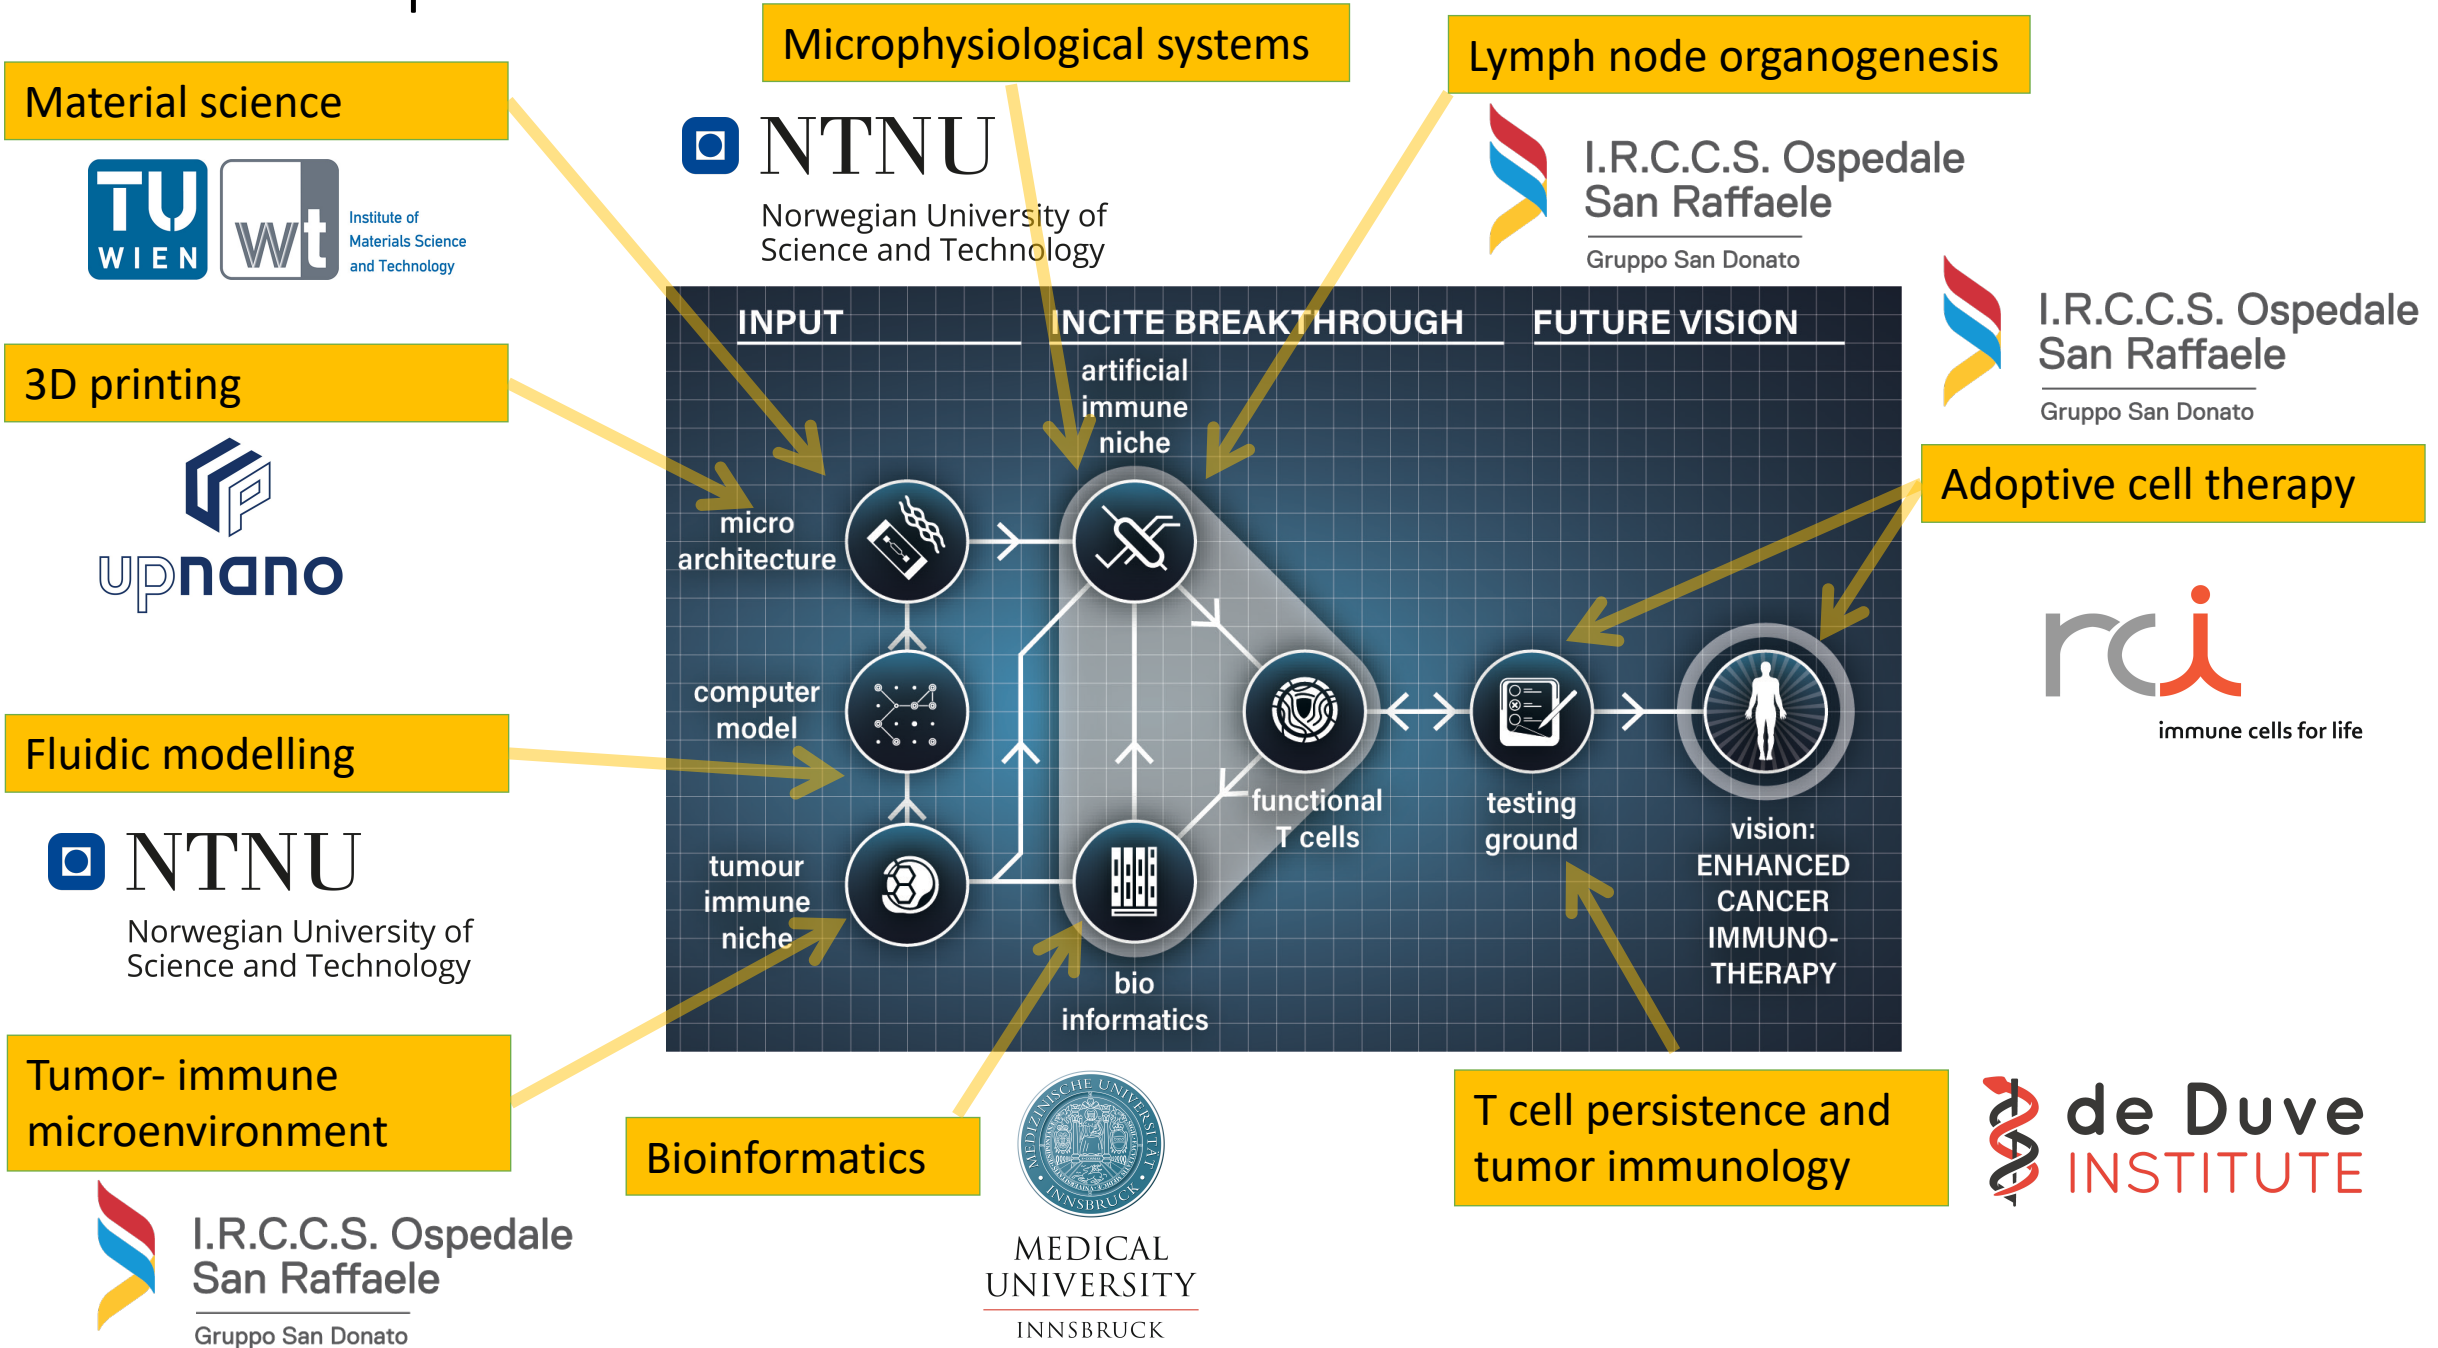 Microphysiological systems
Lymph node organogenesis
Material science
TU
WIEN
wt
Institute of
Materials Science
and Technology
NTNU
Norwegian University of
Science and Technology
I.R.C.C.S. Ospedale
San Raffaele
Gruppo San Donato
I.R.C.C.S. Ospedale
San Raffaele
Gruppo San Donato
3D printing
upnano
Adoptive cell therapy
rci
immune cells for life
INPUT
INCITE BREAKTHROUGH
FUTURE VISION
artificial
immune
niche
micro
architecture
computer
model
functional
T cells
testing
ground
tumour
immune
niche
vision:
ENHANCED
CANCER
IMMUNO-
THERAPY
bio
informatics
Fluidic modelling
NTNU
Norwegian University of
Science and Technology
Tumor- immune
microenvironment
I.R.C.C.S. Ospedale
San Raffaele
Gruppo San Donato
Bioinformatics
MEDIZINISCHE UNIVERSITÄT
INNSBRUCK
MEDICAL
UNIVERSITY
INNSBRUCK
T cell persistence and
tumor immunology
de Duve
INSTITUTE